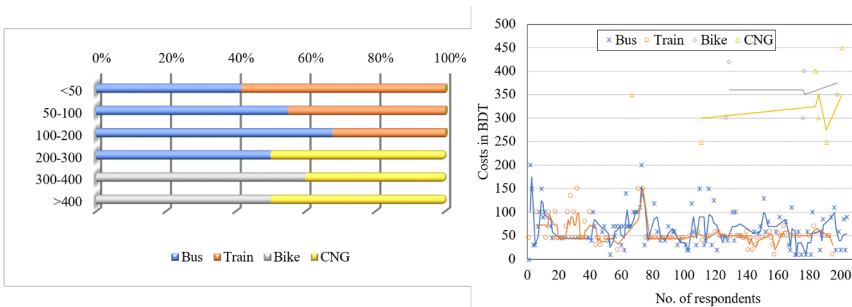 0% 20% 40% 60% 80% 100%
<50
50-100
100-200
200-300
300-400
>400
Bus Train Bike CNG
500
450
400
350
300
250
200
150
100
50
0
Costs in BDT
Bus Train Bike CNG
0 20 40 60 80 100 120 140 160 180 200
No. of respondents